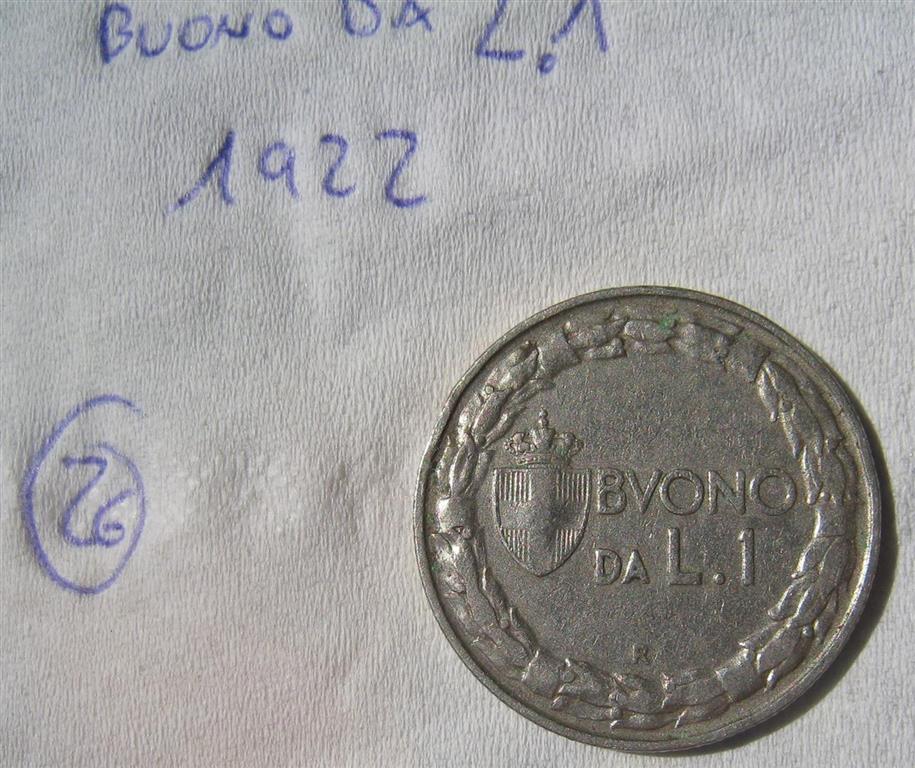 BUONO DA L.1
1922
26
BVONO
DA L.1
R